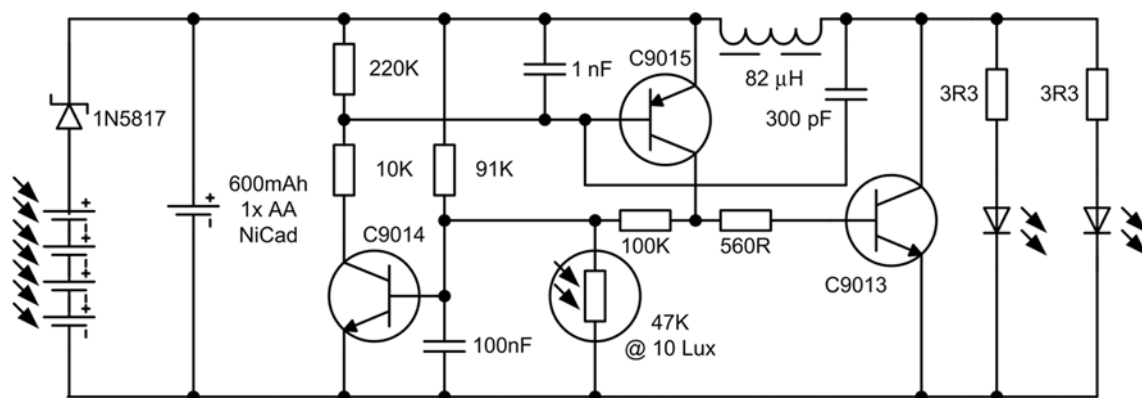 1N5817
600mAh
1x AA
NiCad
220K
10K
91K
C9014
100nF
1 nF
C9015
82 μH
300 pF
100K
560R
47K
@ 10 Lux
C9013
3R3
3R3